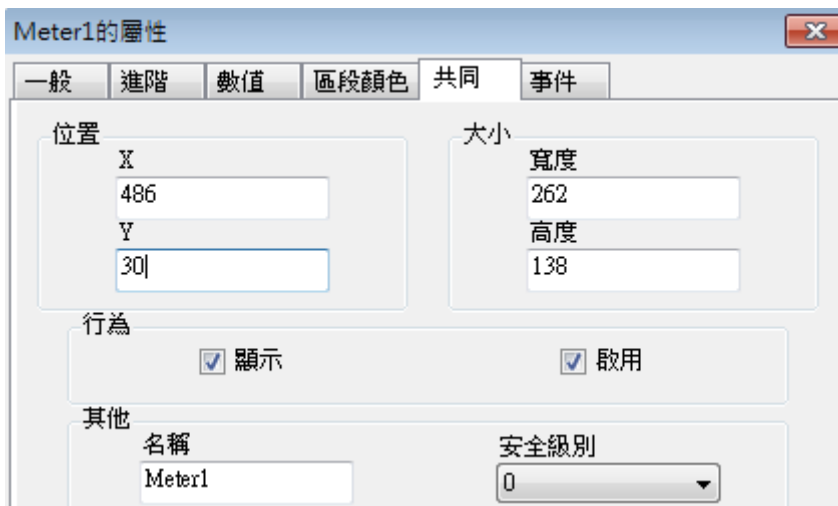 Meter1的屬性
一般 進階 數值 區段顏色 共同 事件
位置 大小
X 寬度
486 262
Y 高度
30 138
行為
顯示 啟用
其他
名稱 安全級別
Meter1 0